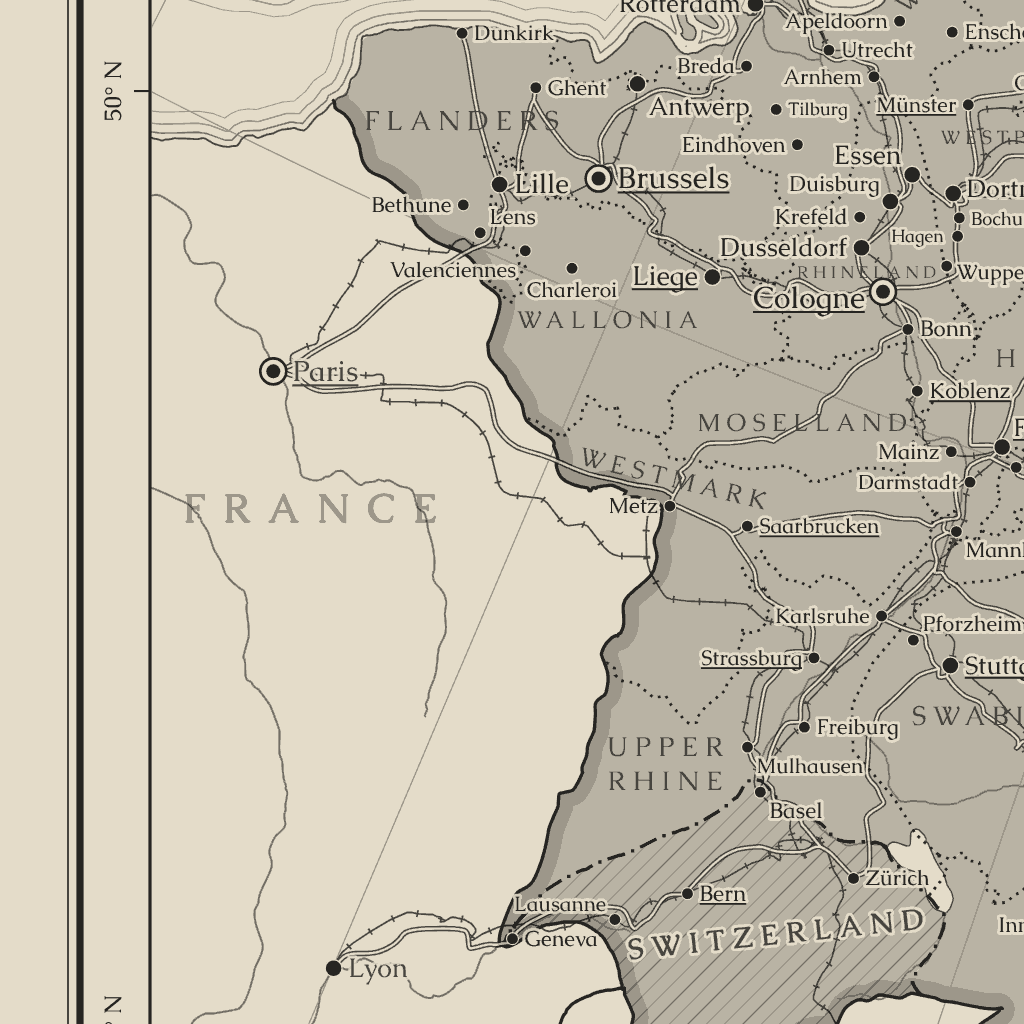 Rotterdam
Apeldoorn
Dunkirk
Utrecht
Breda
50° N
Arnhem
Ghent
Antwerp
Tilburg
Münster
FLANDERS
Eindhoven
Essen
Lille
Brussels
Duisburg
Bethune
Lens
Krefeld
Hagen
Dusseldorf
Valenciennes
RHINELAND
Charleroi
Liege
Cologne
WALLONIA
Bonn
H
Paris
Koblenz
MOSELLAND
Mainz
WESTMARK
Darmstadt
FRANCE
Metz
Saarbrucken
Karlsruhe
Pforzheim
Strassburg
Freiburg
UPPER
RHINE
Mulhausen
Basel
Zürich
Bern
Lausanne
Geneva
SWITZERLAND
Lyon
N